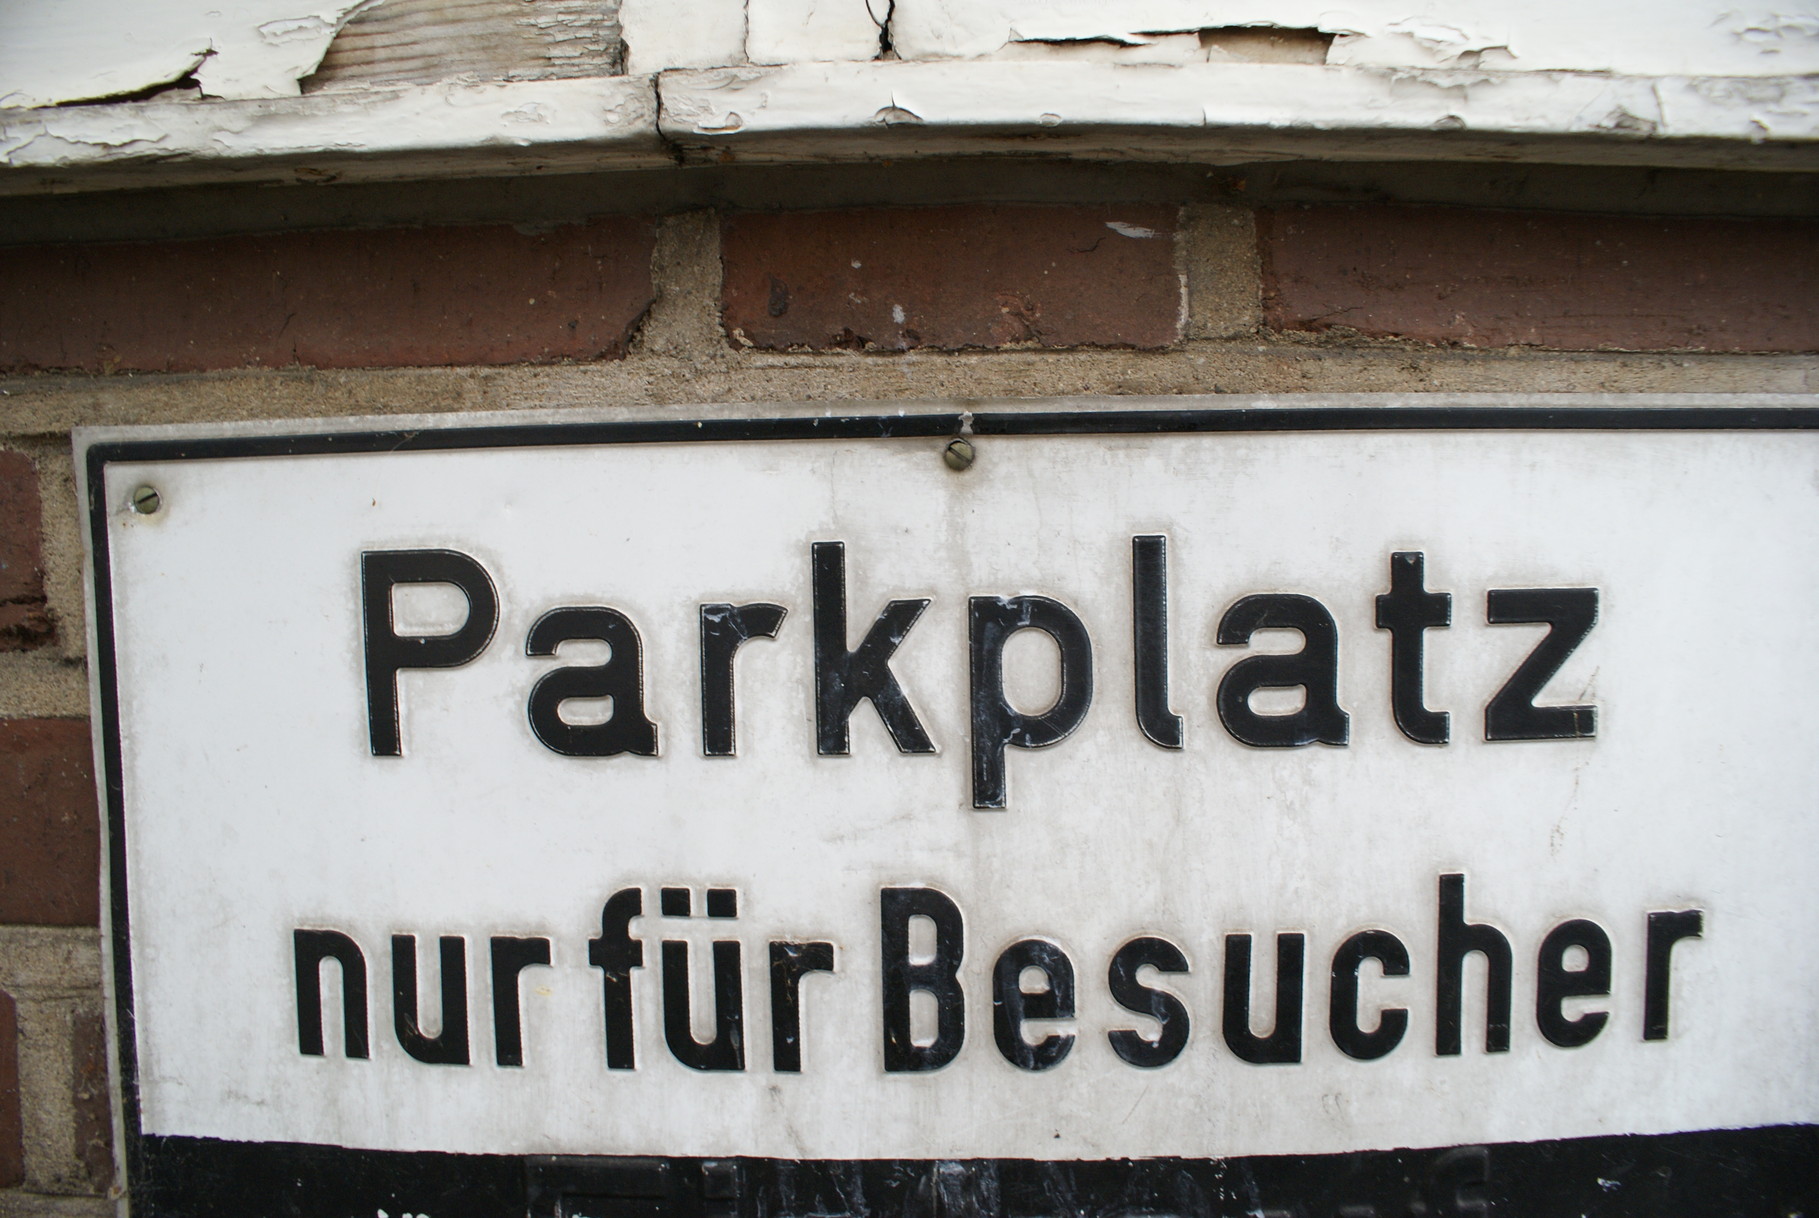 Parkplatz
nur für Besucher